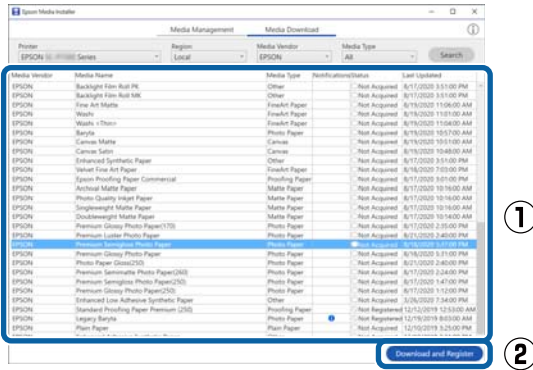 Epson Media Installer
Media Management Media Download
Printer Region Media Vendor Media Type
EPSON Series Local EPSON All Search
Media Vendor Media Name Media Type Notifications Status Last Updated
EPSON Backlight Film Roll PK Other Not Acquired 8/17/2020 3:51:00 PM
EPSON Backlight Film Roll MK Other Not Acquired 8/17/2020 3:51:00 PM
EPSON Fine Art Matte FineArt Paper Not Acquired 8/19/2020 11:06:00 AM
EPSON Washi FineArt Paper Not Acquired 8/19/2020 11:01:00 AM
EPSON Washi <Thin> FineArt Paper Not Acquired 8/19/2020 11:04:00 AM
EPSON Baryta Photo Paper Not Acquired 8/19/2020 10:57:00 AM
EPSON Canvas Matte Canvas Not Acquired 8/19/2020 10:51:00 AM
EPSON Canvas Satin Canvas Not Acquired 8/19/2020 10:48:00 AM
EPSON Enhanced Synthetic Paper Other Not Acquired 8/17/2020 3:51:00 PM
EPSON Velvet Fine Art Paper FineArt Paper Not Acquired 8/18/2020 7:03:00 PM
EPSON Epson Proofing Paper Commercial Proofing Paper Not Acquired 8/17/2020 5:01:00 PM
EPSON Archival Matte Paper Matte Paper Not Acquired 8/17/2020 10:16:00 AM
EPSON Photo Quality Inkjet Paper Matte Paper Not Acquired 8/17/2020 10:16:00 AM
EPSON Singleweight Matte Paper Matte Paper Not Acquired 8/17/2020 10:16:00 AM
EPSON Doubleweight Matte Paper Matte Paper Not Acquired 8/17/2020 10:14:00 AM
EPSON Premium Glossy Photo Paper(170) Photo Paper Not Acquired 8/17/2020 2:35:00 PM
EPSON Premium Luster Photo Paper Photo Paper Not Acquired 8/21/2020 2:40:00 PM
EPSON Premium Semigloss Photo Paper Photo Paper Not Acquired 8/18/2020 5:37:00 PM
EPSON Premium Glossy Photo Paper Photo Paper Not Acquired 8/18/2020 5:31:00 PM
EPSON Photo Paper Gloss(250) Photo Paper Not Acquired 8/21/2020 2:40:00 PM
EPSON Premium Semimatte Photo Paper(260) Photo Paper Not Acquired 8/17/2020 2:24:00 PM
EPSON Premium Semigloss Photo Paper(250) Photo Paper Not Acquired 8/17/2020 1:47:00 PM
EPSON Premium Glossy Photo Paper(250) Photo Paper Not Acquired 8/17/2020 1:12:00 PM
EPSON Enhanced Low Adhesive Synthetic Paper Other Not Acquired 3/26/2020 7:34:00 PM
EPSON Standard Proofing Paper Premium (250) Proofing Paper Not Registered 12/12/2019 12:53:00 AM
EPSON Legacy Baryta Photo Paper Not Registered 12/19/2019 8:03:00 AM
EPSON Plain Paper Plain Paper Not Acquired 12/10/2019 3:25:00 PM
1
Download and Register
2